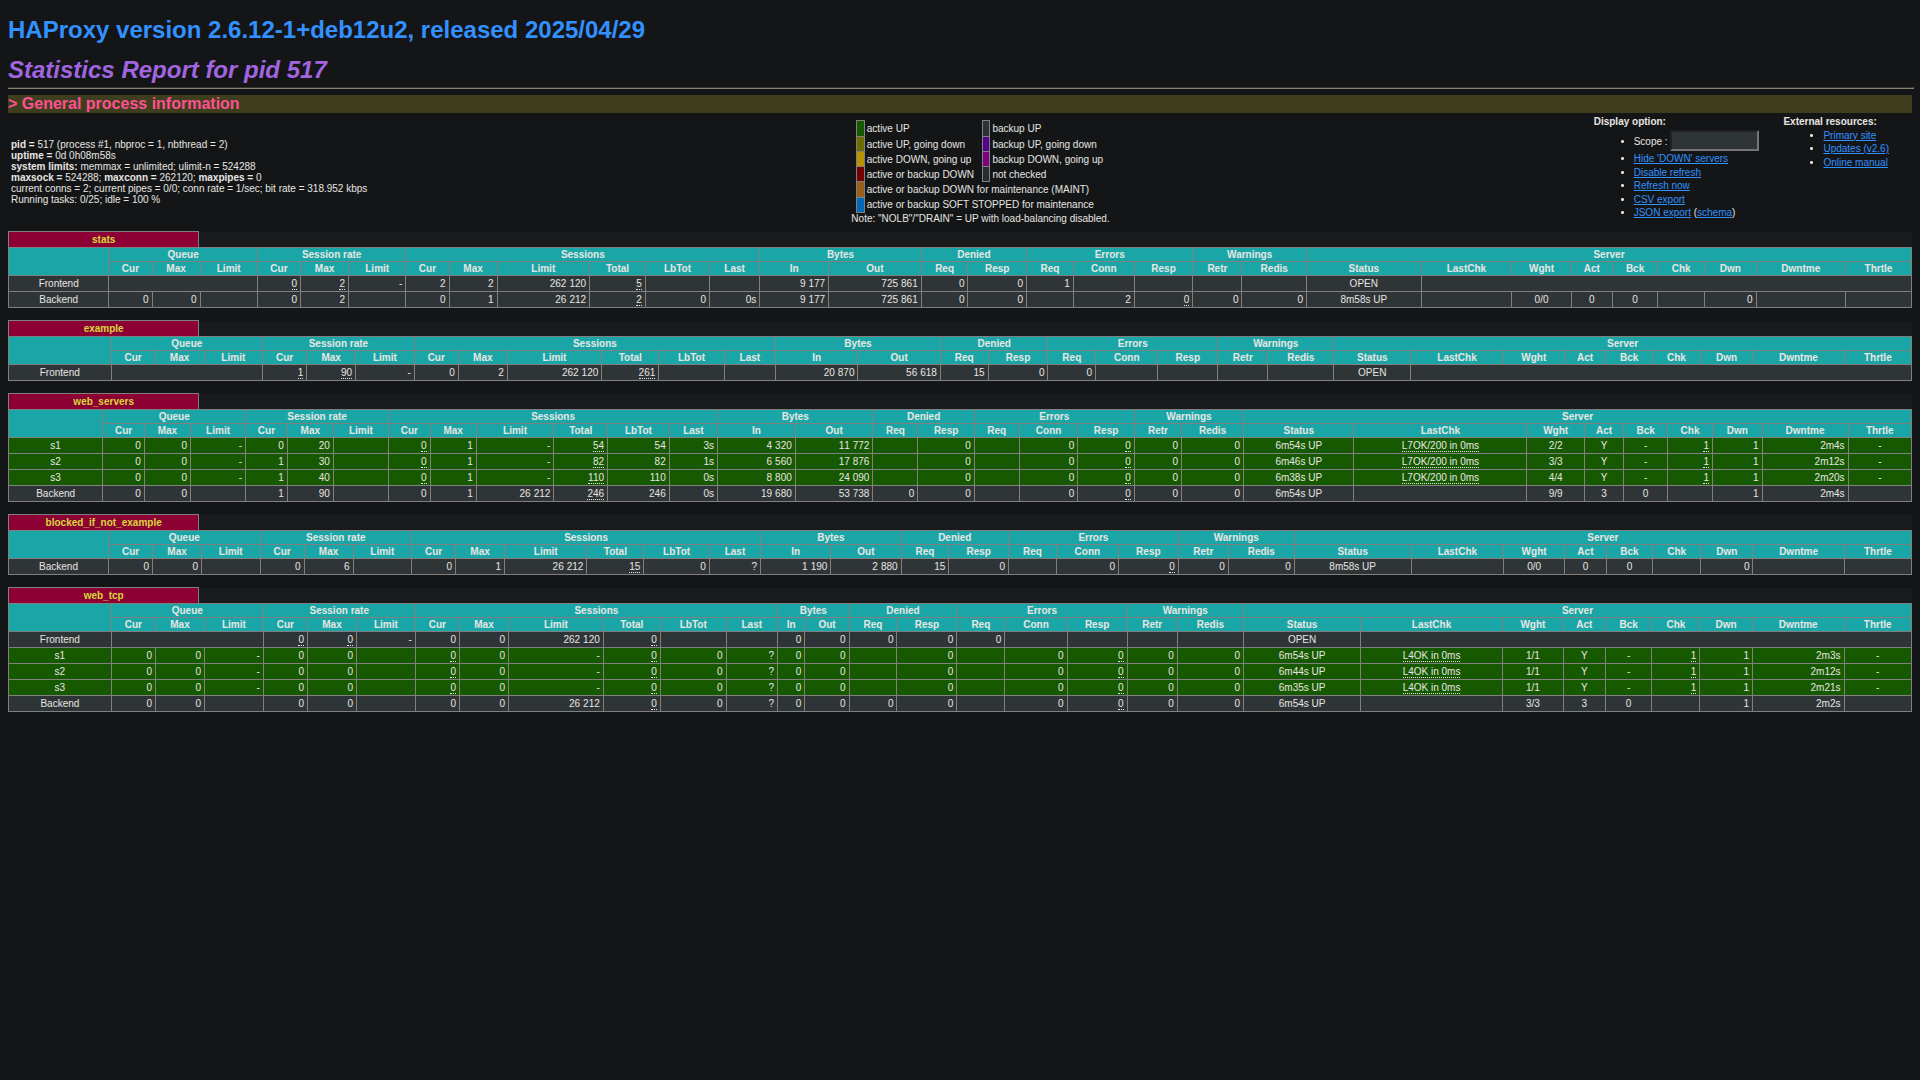 HAProxy version 2.6.12-1+deb12u2, released 2025/04/29
Statistics Report for pid 517
> General process information
pid = 517 (process #1, nbproc = 1, nbthread = 2)
uptime = 0d 0h08m58s
system limits: memmax = unlimited; ulimit-n = 524288
maxsock = 524288; maxconn = 262120; maxpipes = 0
current conns = 2; current pipes = 0/0; conn rate = 1/sec; bit rate = 318.952 kbps
Running tasks: 0/25; idle = 100 %
active UP backup UP
active UP, going down backup UP, going down
active DOWN, going up backup DOWN, going up
active or backup DOWN not checked
active or backup DOWN for maintenance (MAINT)
active or backup SOFT STOPPED for maintenance
Note: "NOLB"/"DRAIN" = UP with load-balancing disabled.
Display option:
Scope :
Hide 'DOWN' servers
Disable refresh
Refresh now
CSV export
JSON export (schema)
External resources:
Primary site
Updates (v2.6)
Online manual
stats
Queue Session rate Sessions Bytes Denied Errors Warnings Server
Cur Max Limit Cur Max Limit Cur Max Limit Total LbTot Last In Out Req Resp Req Conn Resp Retr Redis Status LastChk Wght Act Bck Chk Dwn Dwntme Thrtle
Frontend 0 2 - 2 2 262 120 5 9 177 725 861 0 0 1 OPEN
Backend 0 0 0 2 0 1 26 212 2 0 0s 9 177 725 861 0 0 2 0 0 0 8m58s UP 0/0 0 0 0
example
Queue Session rate Sessions Bytes Denied Errors Warnings Server
Cur Max Limit Cur Max Limit Cur Max Limit Total LbTot Last In Out Req Resp Req Conn Resp Retr Redis Status LastChk Wght Act Bck Chk Dwn Dwntme Thrtle
Frontend 1 90 - 0 2 262 120 261 20 870 56 618 15 0 0 OPEN
web_servers
Queue Session rate Sessions Bytes Denied Errors Warnings Server
Cur Max Limit Cur Max Limit Cur Max Limit Total LbTot Last In Out Req Resp Req Conn Resp Retr Redis Status LastChk Wght Act Bck Chk Dwn Dwntme Thrtle
s1 0 0 - 0 20 0 1 - 54 54 3s 4 320 11 772 0 0 0 0 0 6m54s UP L7OK/200 in 0ms 2/2 Y - 1 1 2m4s -
s2 0 0 - 1 30 0 1 - 82 82 1s 6 560 17 876 0 0 0 0 0 6m46s UP L7OK/200 in 0ms 3/3 Y - 1 1 2m12s -
s3 0 0 - 1 40 0 1 - 110 110 0s 8 800 24 090 0 0 0 0 0 6m38s UP L7OK/200 in 0ms 4/4 Y - 1 1 2m20s -
Backend 0 0 1 90 0 1 26 212 246 246 0s 19 680 53 738 0 0 0 0 0 0 6m54s UP 9/9 3 0 1 2m4s
blocked_if_not_example
Queue Session rate Sessions Bytes Denied Errors Warnings Server
Cur Max Limit Cur Max Limit Cur Max Limit Total LbTot Last In Out Req Resp Req Conn Resp Retr Redis Status LastChk Wght Act Bck Chk Dwn Dwntme Thrtle
Backend 0 0 0 6 0 1 26 212 15 0 ? 1 190 2 880 15 0 0 0 0 0 8m58s UP 0/0 0 0 0
web_tcp
Queue Session rate Sessions Bytes Denied Errors Warnings Server
Cur Max Limit Cur Max Limit Cur Max Limit Total LbTot Last In Out Req Resp Req Conn Resp Retr Redis Status LastChk Wght Act Bck Chk Dwn Dwntme Thrtle
Frontend 0 0 - 0 0 262 120 0 0 0 0 0 0 OPEN
s1 0 0 - 0 0 0 0 - 0 0 ? 0 0 0 0 0 0 0 6m54s UP L4OK in 0ms 1/1 Y - 1 1 2m3s -
s2 0 0 - 0 0 0 0 - 0 0 ? 0 0 0 0 0 0 0 6m44s UP L4OK in 0ms 1/1 Y - 1 1 2m12s -
s3 0 0 - 0 0 0 0 - 0 0 ? 0 0 0 0 0 0 0 6m35s UP L4OK in 0ms 1/1 Y - 1 1 2m21s -
Backend 0 0 0 0 0 0 26 212 0 0 ? 0 0 0 0 0 0 0 0 6m54s UP 3/3 3 0 1 2m2s